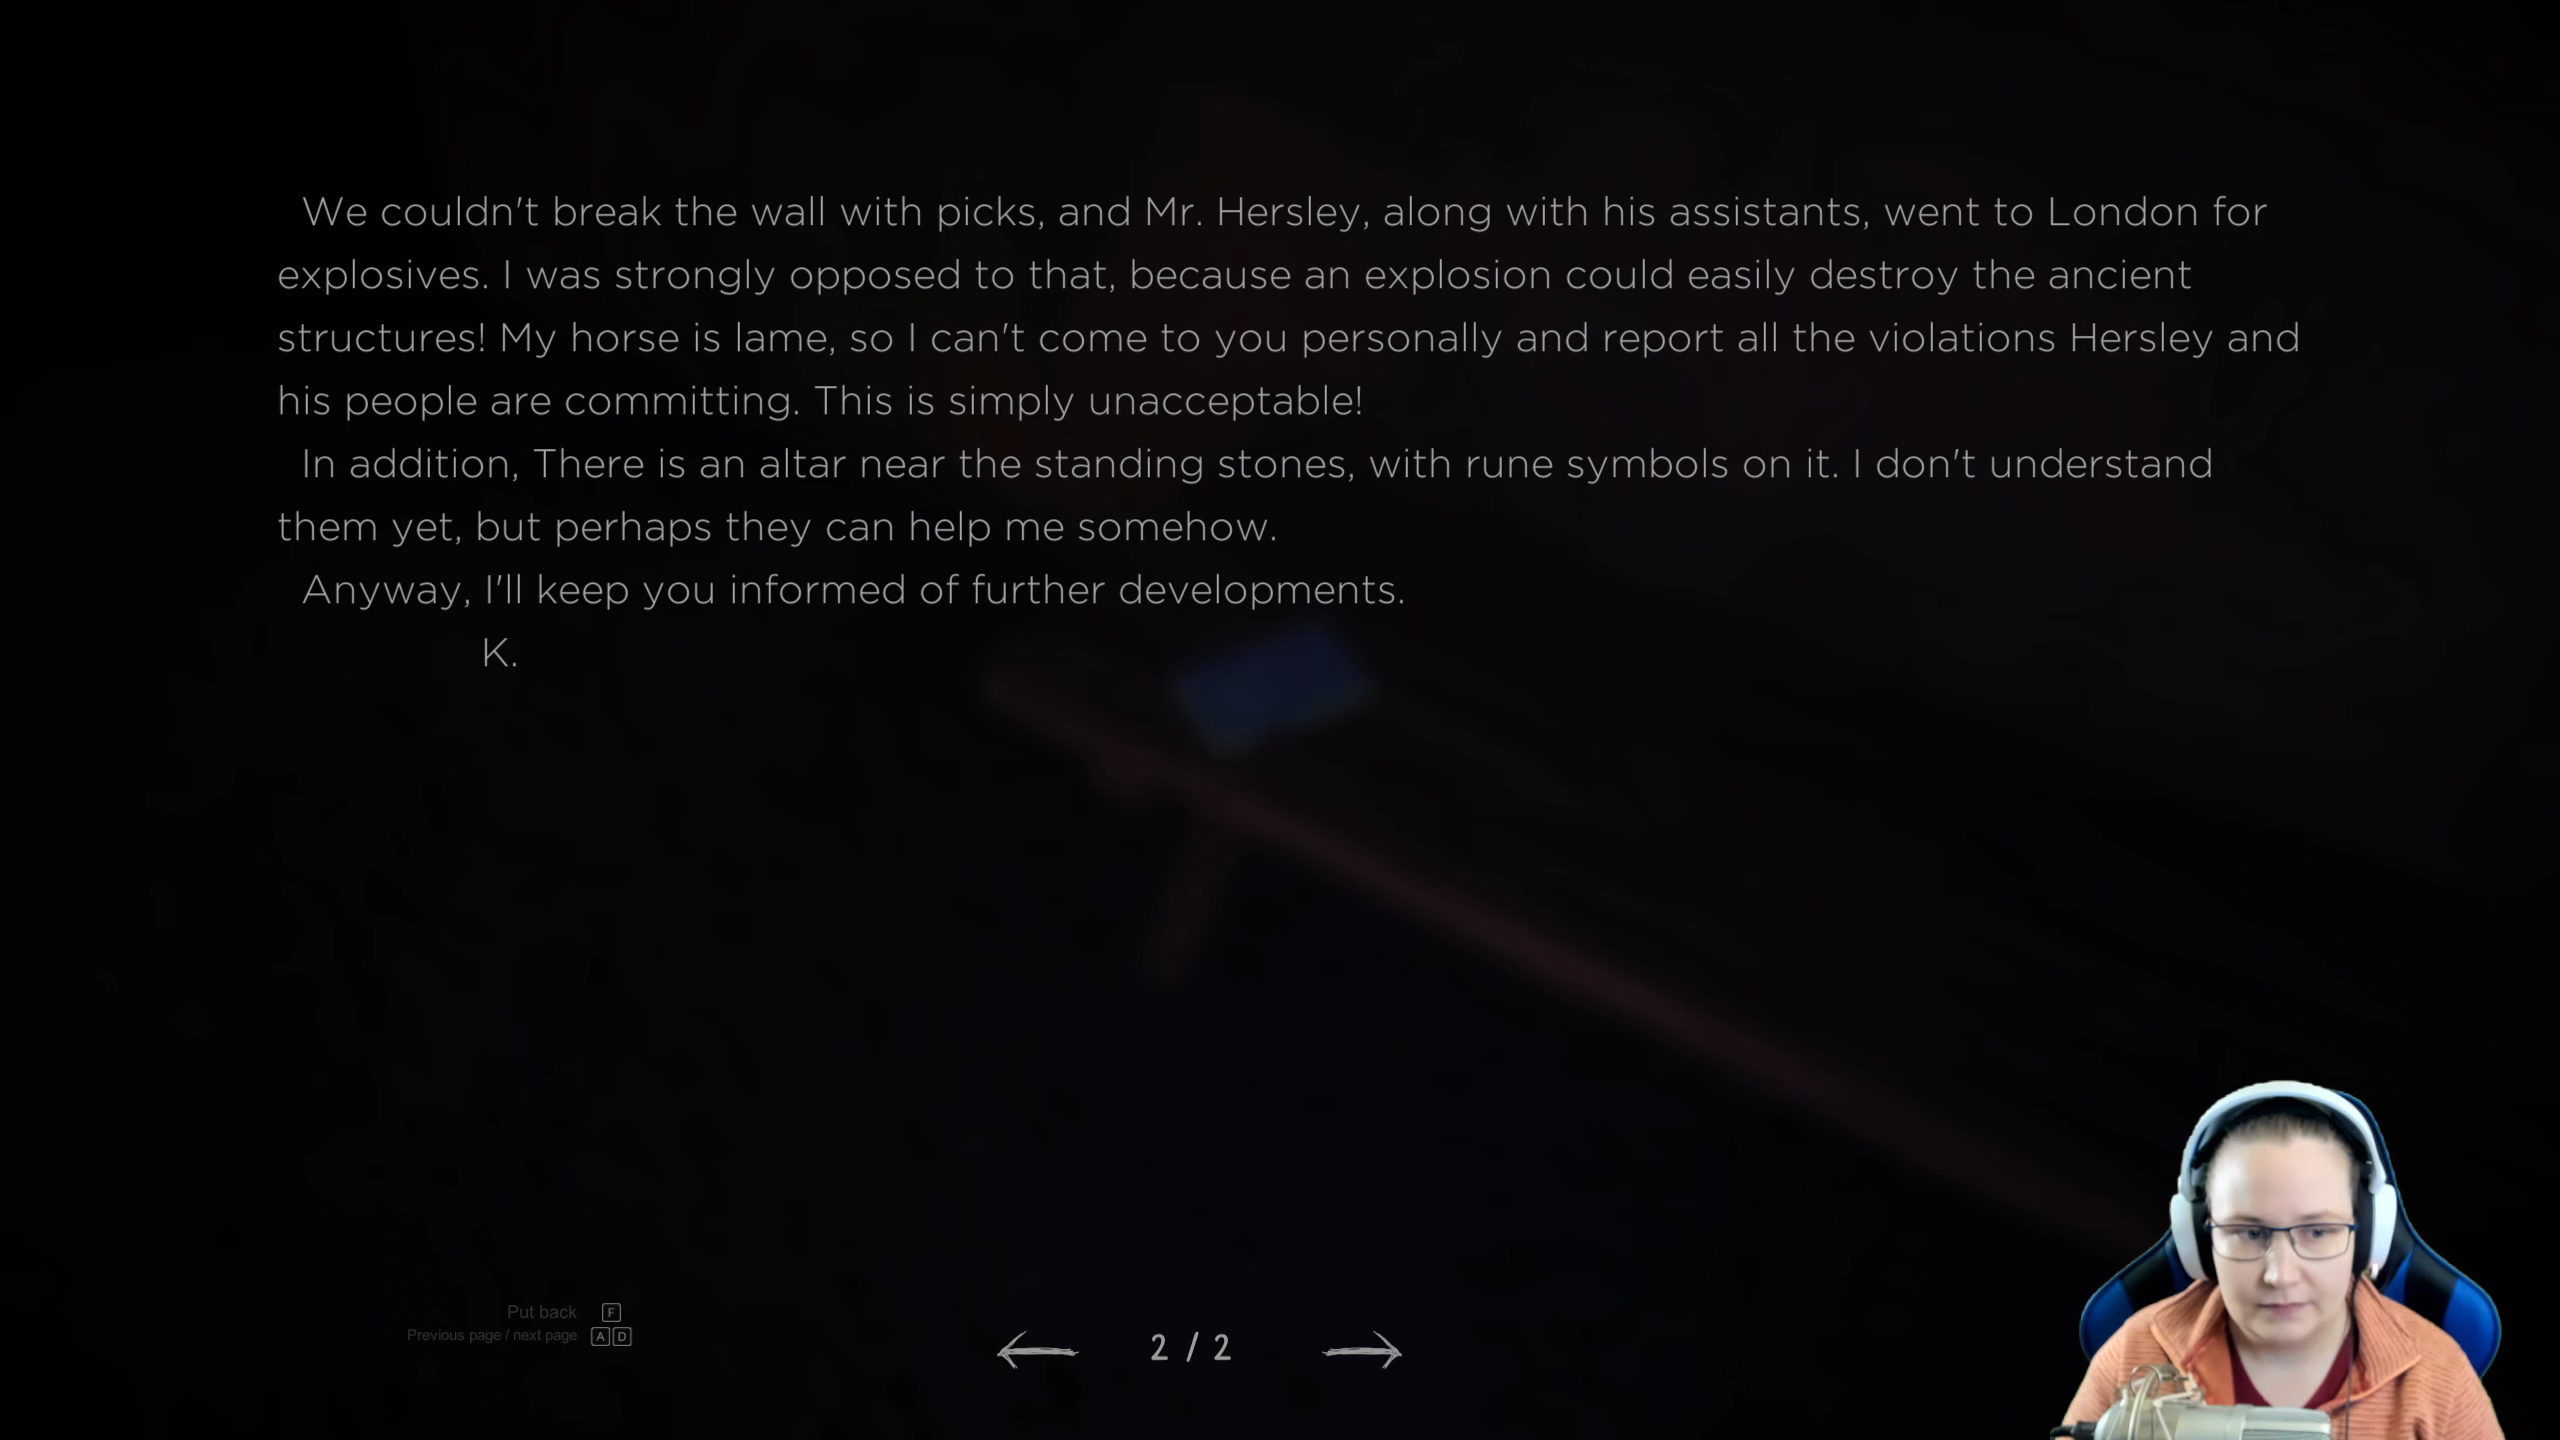 We couldn't break the wall with picks, and Mr. Hersley, along with his assistants, went to London for
explosives. I was strongly opposed to that, because an explosion could easily destroy the ancient
structures! My horse is lame, so I can't come to you personally and report all the violations Hersley and
his people are committing. This is simply unacceptable!
In addition, There is an altar near the standing stones, with rune symbols on it. I don't understand
them yet, but perhaps they can help me somehow.
Anyway, I'll keep you informed of further developments.
K.
Put back F
Previous page / next page A D
2 / 2